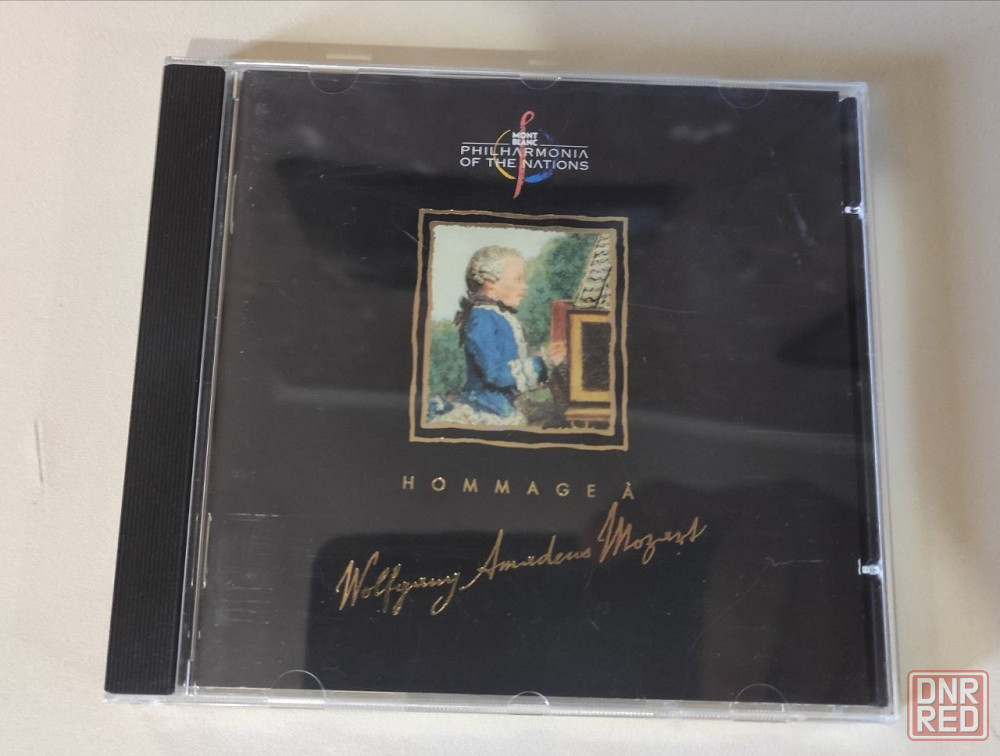 MONT
BLANC
PHILHARMONIA
OF THE NATIONS
HOMMAGE À
Wolfgang Amadeus Mozart
DNR
RED